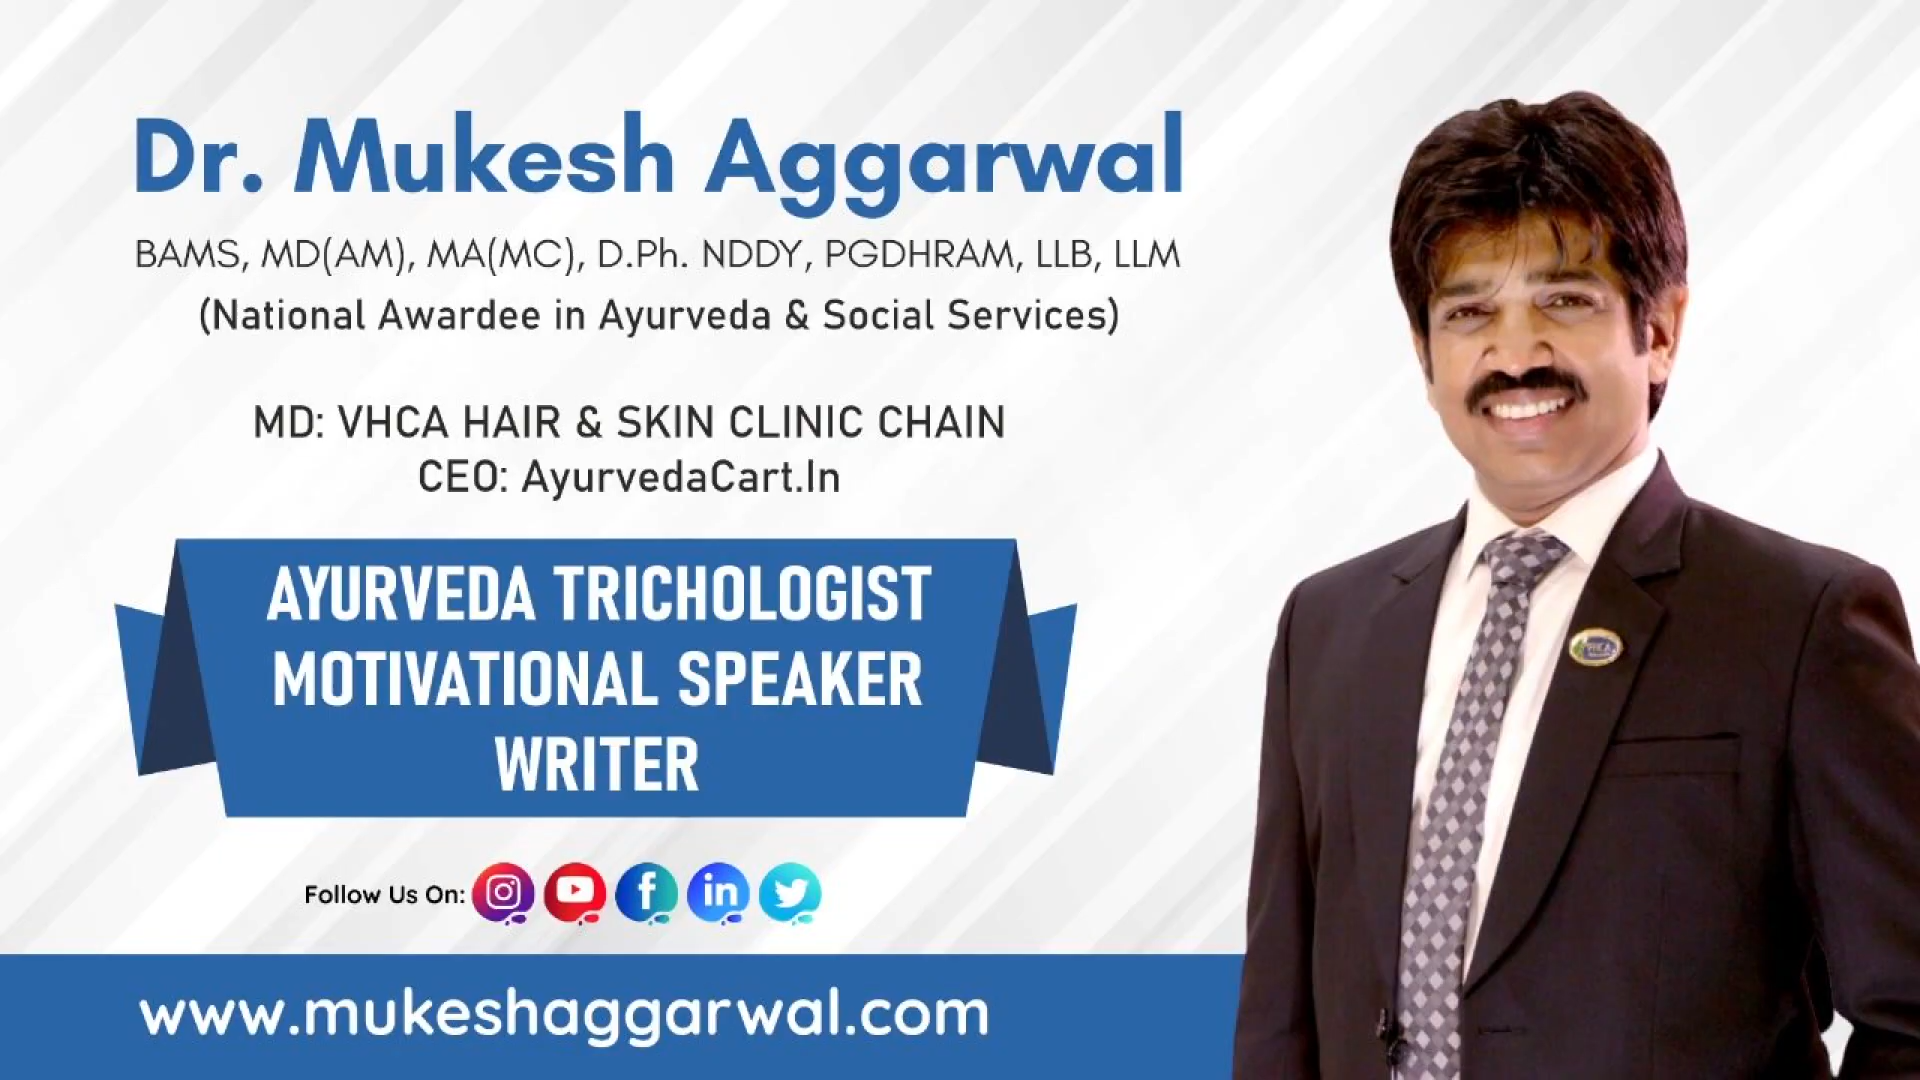 Dr. Mukesh Aggarwal
BAMS, MD(AM), MA(MC), D.Ph. NDDY, PGDHRAM, LLB, LLM
(National Awardee in Ayurveda & Social Services)
MD: VHCA HAIR & SKIN CLINIC CHAIN
CEO: AyurvedaCart.In
AYURVEDA TRICHOLOGIST
MOTIVATIONAL SPEAKER
WRITER
Follow Us On:
www.mukeshaggarwal.com
VHCA